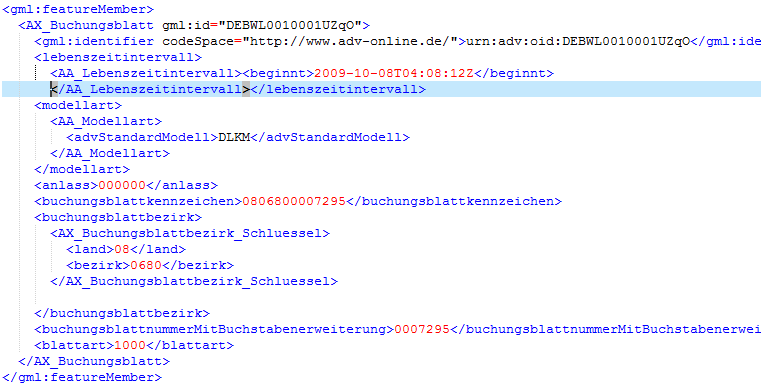 <gml:featureMember>
<AX_Buchungsblatt gml:id="DEBWL0010001UZqO">
<gml:identifier codeSpace="http://www.adv-online.de/">urn:adv:oid:DEBWL0010001UZqO</gml:ide
<lebenszeitintervall>
<AA_Lebenszeitintervall><beginnt>2009-10-08T04:08:12Z</beginnt>
</AA_Lebenszeitintervall></lebenszeitintervall>
<modellart>
<AA_Modellart>
<advStandardModell>DLKM</advStandardModell>
</AA_Modellart>
</modellart>
<anlass>000000</anlass>
<buchungsblattkennzeichen>0806800007295</buchungsblattkennzeichen>
<buchungsblattbezirk>
<AX_Buchungsblattbezirk_Schluessel>
<land>08</land>
<bezirk>0680</bezirk>
</AX_Buchungsblattbezirk_Schluessel>
</buchungsblattbezirk>
<buchungsblattnummerMitBuchstabenerweiterung>0007295</buchungsblattnummerMitBuchstabenerwei
<blattart>1000</blattart>
</AX_Buchungsblatt>
</gml:featureMember>